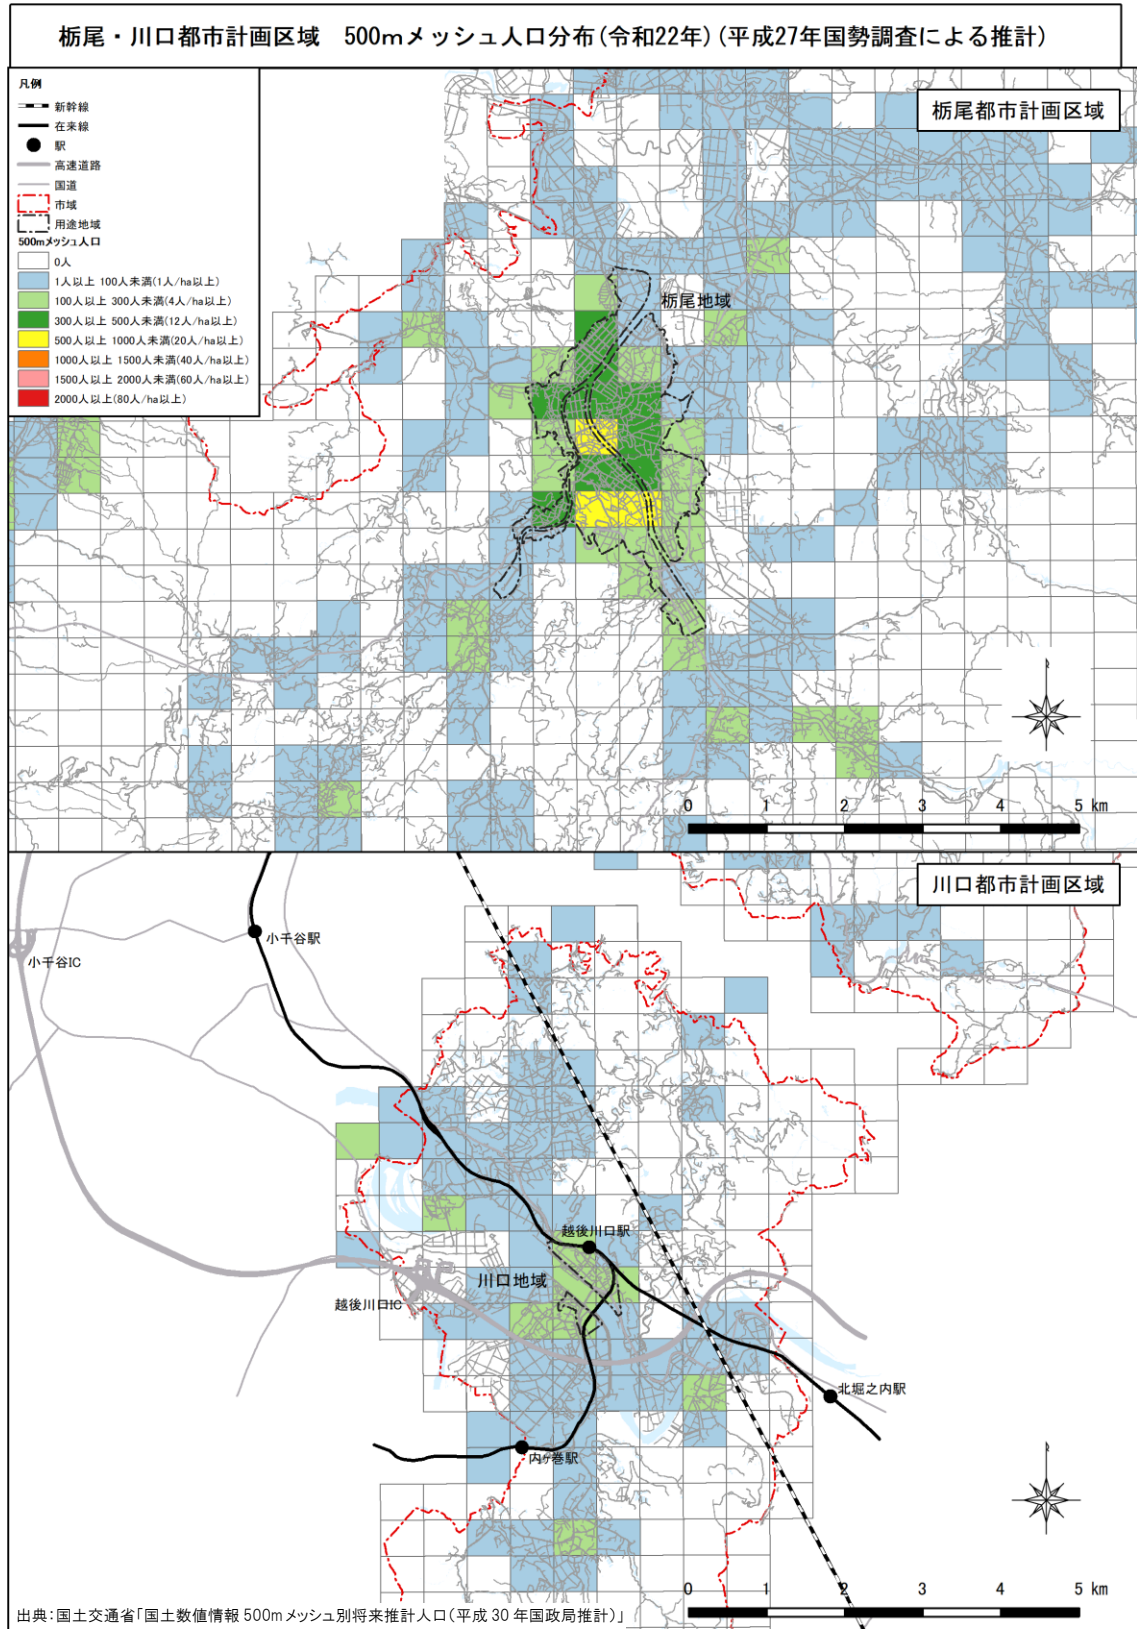 栃尾・川口都市計画区域　500mメッシュ人口分布(令和22年)(平成27年国勢調査による推計)
凡例
新幹線
在来線
駅
高速道路
国道
市域
用途地域
500mメッシュ人口
0人
1人以上 100人未満(1人/ha以上)
100人以上 300人未満(4人/ha以上)
300人以上 500人未満(12人/ha以上)
500人以上 1000人未満(20人/ha以上)
1000人以上 1500人未満(40人/ha以上)
1500人以上 2000人未満(60人/ha以上)
2000人以上(80人/ha以上)
栃尾都市計画区域
栃尾地域
0 1 2 3 4 5 km
川口都市計画区域
小千谷駅
小千谷IC
越後川口駅
川口地域
越後川口IC
北堀之内駅
内ヶ巻駅
0 1 2 3 4 5 km
出典：国土交通省「国土数値情報 500mメッシュ別将来推計人口(平成 30 年国政局推計)」